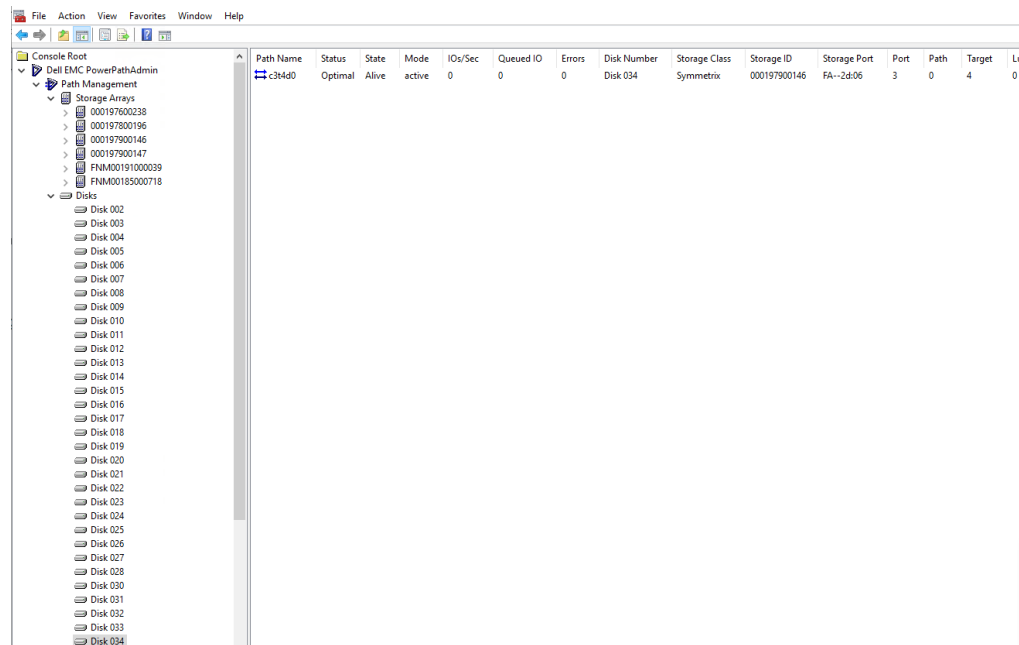 File Action View Favorites Window Help
Console Root
Dell EMC PowerPathAdmin
Path Management
Storage Arrays
000197600238
000197800196
000197900146
000197900147
FNM00191000039
FNM00185000718
Disks
Disk 002
Disk 003
Disk 004
Disk 005
Disk 006
Disk 007
Disk 008
Disk 009
Disk 010
Disk 011
Disk 012
Disk 013
Disk 014
Disk 015
Disk 016
Disk 017
Disk 018
Disk 019
Disk 020
Disk 021
Disk 022
Disk 023
Disk 024
Disk 025
Disk 026
Disk 027
Disk 028
Disk 030
Disk 031
Disk 032
Disk 033
Disk 034
Path Name Status State Mode IOs/Sec Queued IO Errors Disk Number Storage Class Storage ID Storage Port Port Path Target
c3t4d0 Optimal Alive active 0 0 0 Disk 034 Symmetrix 000197900146 FA--2d:06 3 0 4 0